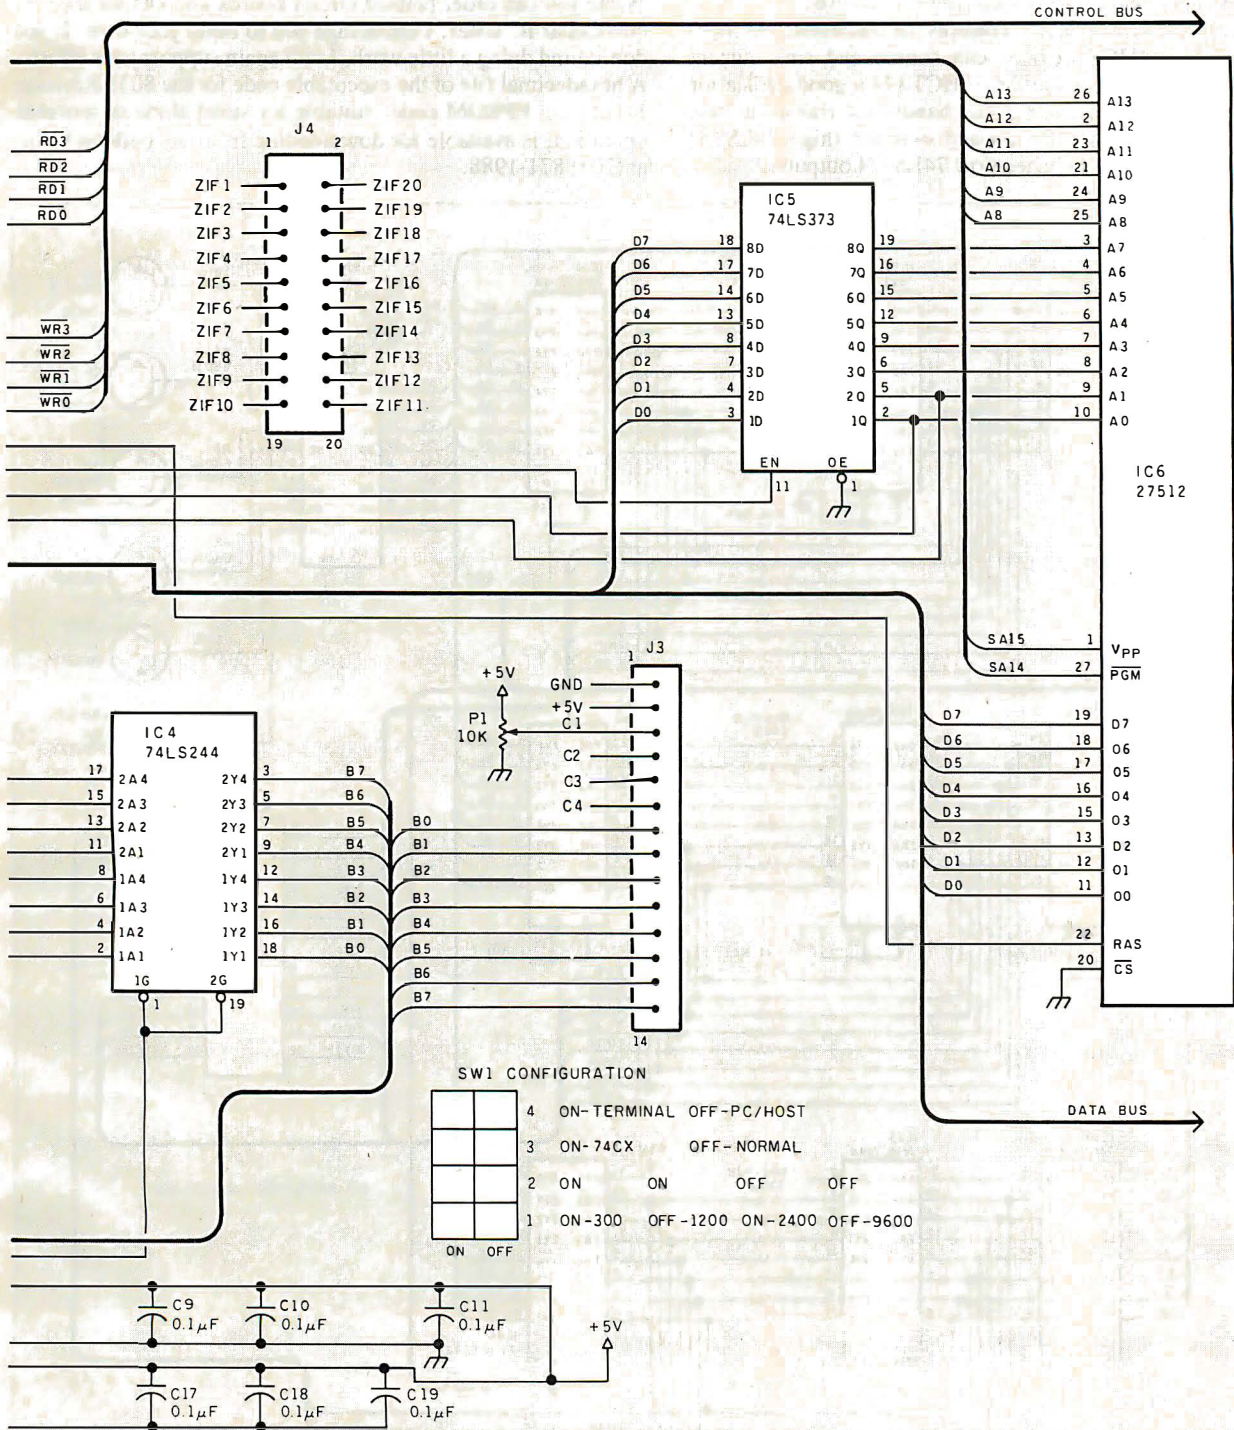 CONTROL BUS
RD3
RD2
RD1
RD0
WR3
WR2
WR1
WR0
J4
1 2
ZIF1 ZIF20
ZIF2 ZIF19
ZIF3 ZIF18
ZIF4 ZIF17
ZIF5 ZIF16
ZIF6 ZIF15
ZIF7 ZIF14
ZIF8 ZIF13
ZIF9 ZIF12
ZIF10 ZIF11
19 20
IC5
74LS373
D7 18 8D 8Q 19
D6 17 7D 7Q 16
D5 14 6D 6Q 15
D4 13 5D 5Q 12
D3 8 4D 4Q 9
D2 7 3D 3Q 6
D1 4 2D 2Q 5
D0 3 1D 1Q 2
EN OE
11 1
A13 26 A13
A12 2 A12
A11 23 A11
A10 21 A10
A9 24 A9
A8 25 A8
3 A7
4 A6
5 A5
6 A4
7 A3
8 A2
9 A1
10 A0
IC6
27512
SA15 1 VPP
SA14 27 PGM
D7 19 D7
D6 18 O6
D5 17 O5
D4 16 O4
D3 15 O3
D2 13 D2
D1 12 O1
D0 11 O0
22 RAS
20 CS
DATA BUS
IC4
74LS244
17 2A4 2Y4 3 B7
15 2A3 2Y3 5 B6
13 2A2 2Y2 7 B5
11 2A1 2Y1 9 B4
8 1A4 1Y4 12 B3
6 1A3 1Y3 14 B2
4 1A2 1Y2 16 B1
2 1A1 1Y1 18 B0
1G 2G
1 19
+5V
P1
10K
J3
1
GND
+5V
C1
C2
C3
C4
B0
B1
B2
B3
B4
B5
B6
B7
14
SW1 CONFIGURATION
4 ON-TERMINAL OFF-PC/HOST
3 ON-74CX OFF-NORMAL
2 ON ON OFF OFF
1 ON-300 OFF-1200 ON-2400 OFF-9600
ON OFF
C9
0.1μF
C10
0.1μF
C11
0.1μF
+5V
C17
0.1μF
C18
0.1μF
C19
0.1μF